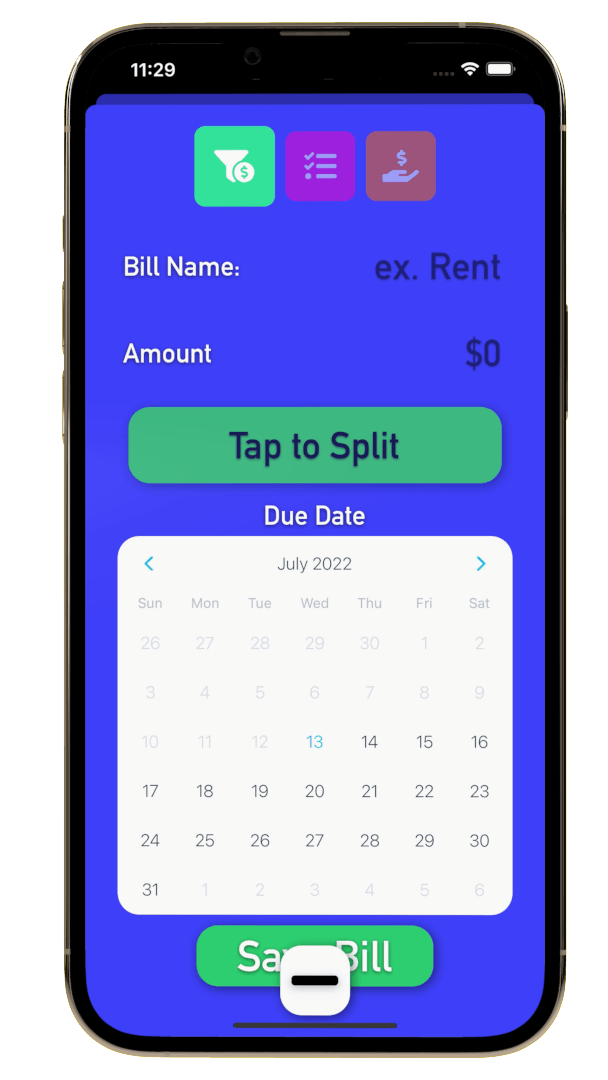 11:29
$
$
Bill Name: ex. Rent
Amount $0
Tap to Split
Due Date
July 2022
Sun Mon Tue Wed Thu Fri Sat
26 27 28 29 30 1 2
3 4 5 6 7 8 9
10 11 12 13 14 15 16
17 18 19 20 21 22 23
24 25 26 27 28 29 30
31 1 2 3 4 5 6
Bill